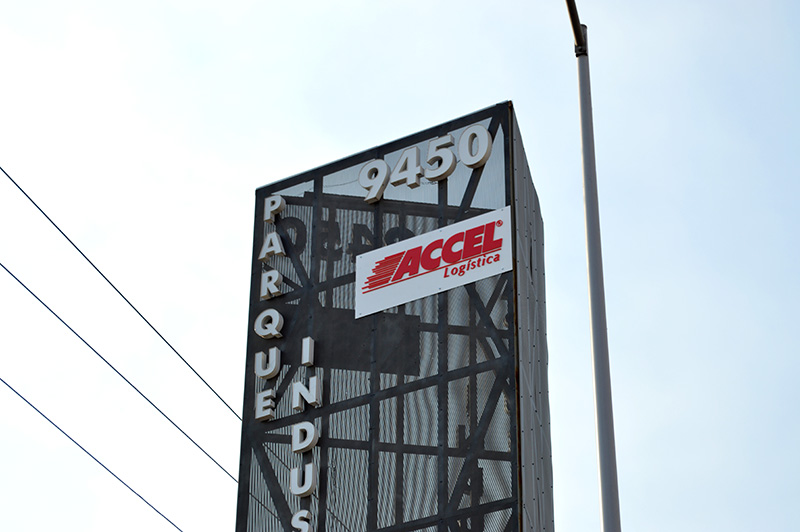 9450
ACCEL®
Logística
PARQUE
INDUS